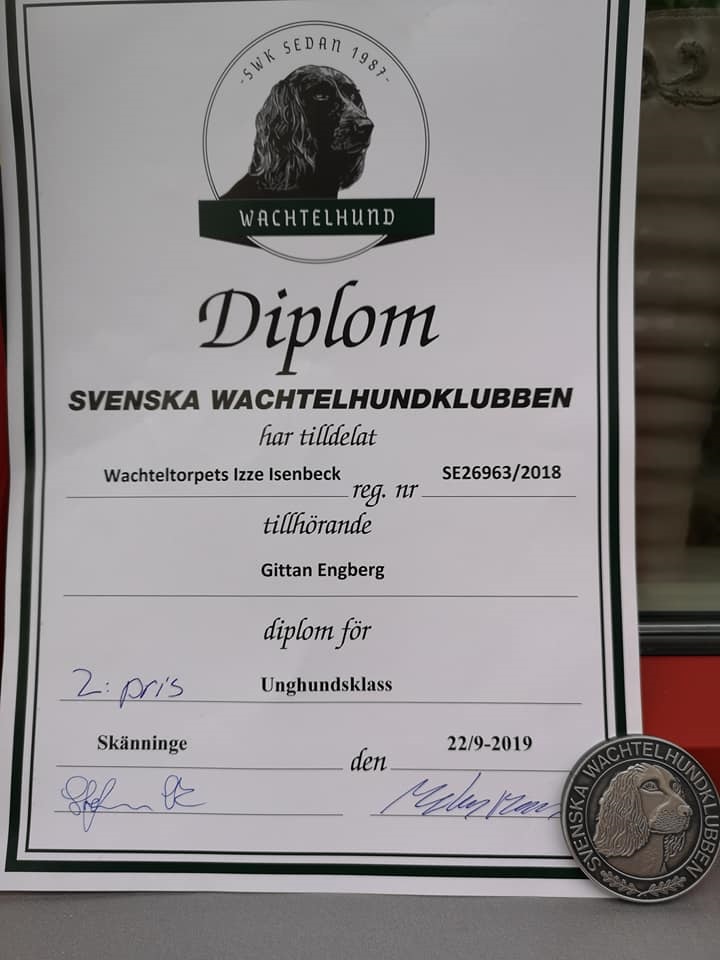 -SWK SEDAN 1987-
WACHTELHUND
Diplom
SVENSKA WACHTELHUNDKLUBBEN
har tilldelat
Wachteltorpets Izze Isenbeck reg. nr SE26963/2018
tillhörande
Gittan Engberg
diplom för
2: pris Unghundsklass
Skänninge den 22/9-2019
SVENSKA WACHTELHUNDKLUBBEN